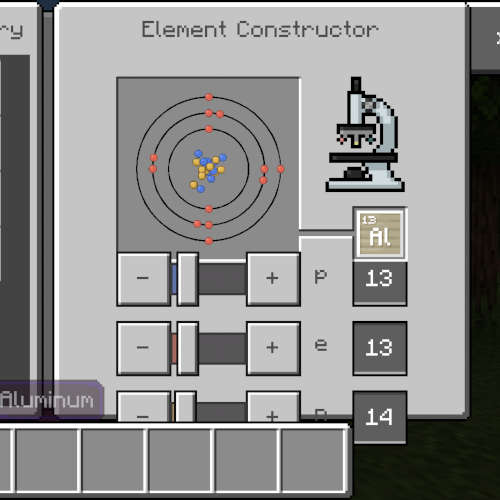 ry
Element Constructor
13
Al
- + p 13
- + e 13
- + n 14
Aluminum